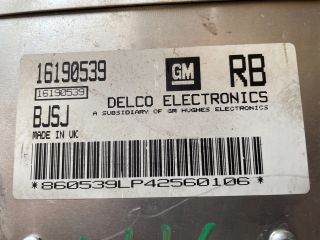 16190539
GM
RB
16190539
BJSJ
DELCO ELECTRONICS
A SUBSIDIARY OF GM HUGHES ELECTRONICS
MADE IN UK
*860539LP42560106*